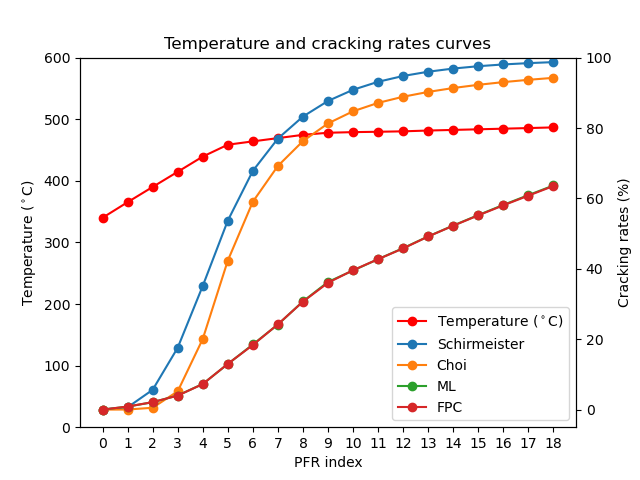 Temperature and cracking rates curves
600
500
400
300
200
100
0
Temperature (°C)
100
80
60
40
20
0
Cracking rates (%)
Temperature (°C)
Schirmeister
Choi
ML
FPC
0 1 2 3 4 5 6 7 8 9 10 11 12 13 14 15 16 17 18
PFR index